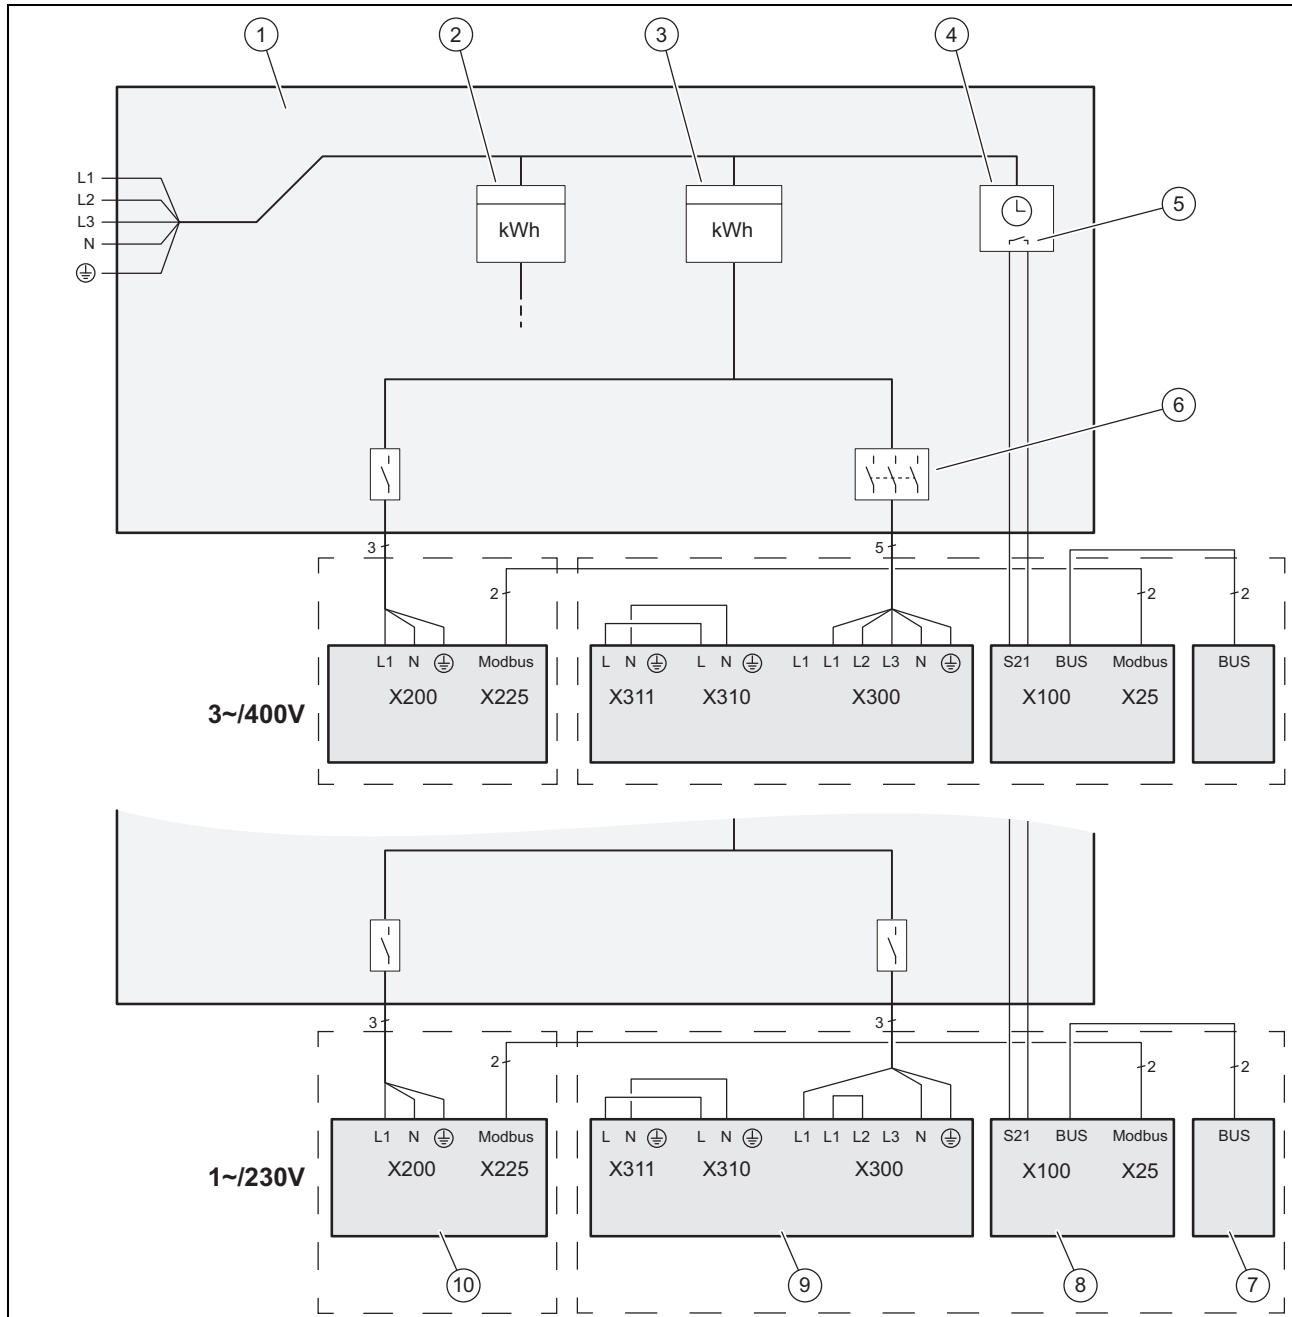 1 2 3 4
L1
L2
L3
N
kWh kWh
5
6
3 5
2 2 2
L1 N Modbus L N L N L1 L1 L2 L3 N S21 BUS Modbus BUS
X200 X225 X311 X310 X300 X100 X25
3~/400V
3 3
2 2 2
L1 N Modbus L N L N L1 L1 L2 L3 N S21 BUS Modbus BUS
X200 X225 X311 X310 X300 X100 X25
1~/230V
10 9 8 7